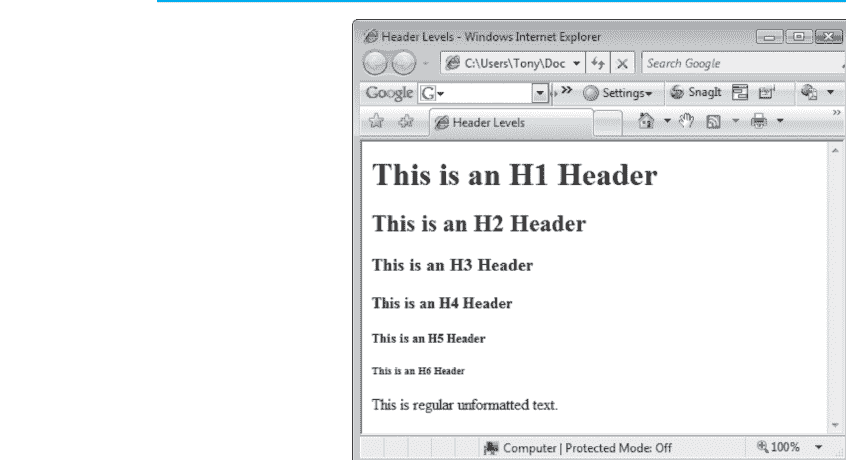 Header Levels - Windows Internet Explorer
C:\Users\Tony\Doc
Search Google
Google
G
Settings
SnagIt
Header Levels
This is an H1 Header
This is an H2 Header
This is an H3 Header
This is an H4 Header
This is an H5 Header
This is an H6 Header
This is regular unformatted text.
Computer | Protected Mode: Off
100%